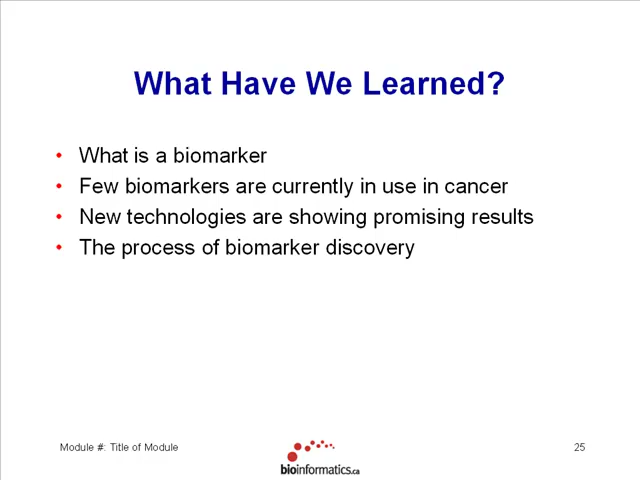 What Have We Learned?
• What is a biomarker
• Few biomarkers are currently in use in cancer
• New technologies are showing promising results
• The process of biomarker discovery
Module #: Title of Module
bioinformatics.ca
25